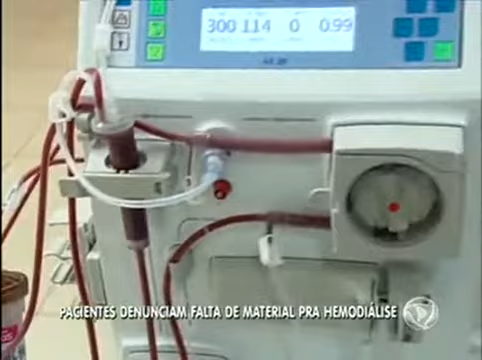 300 114 0 0.99
PACIENTES DENUNCIAM FALTA DE MATERIAL PRA HEMODIÁLISE